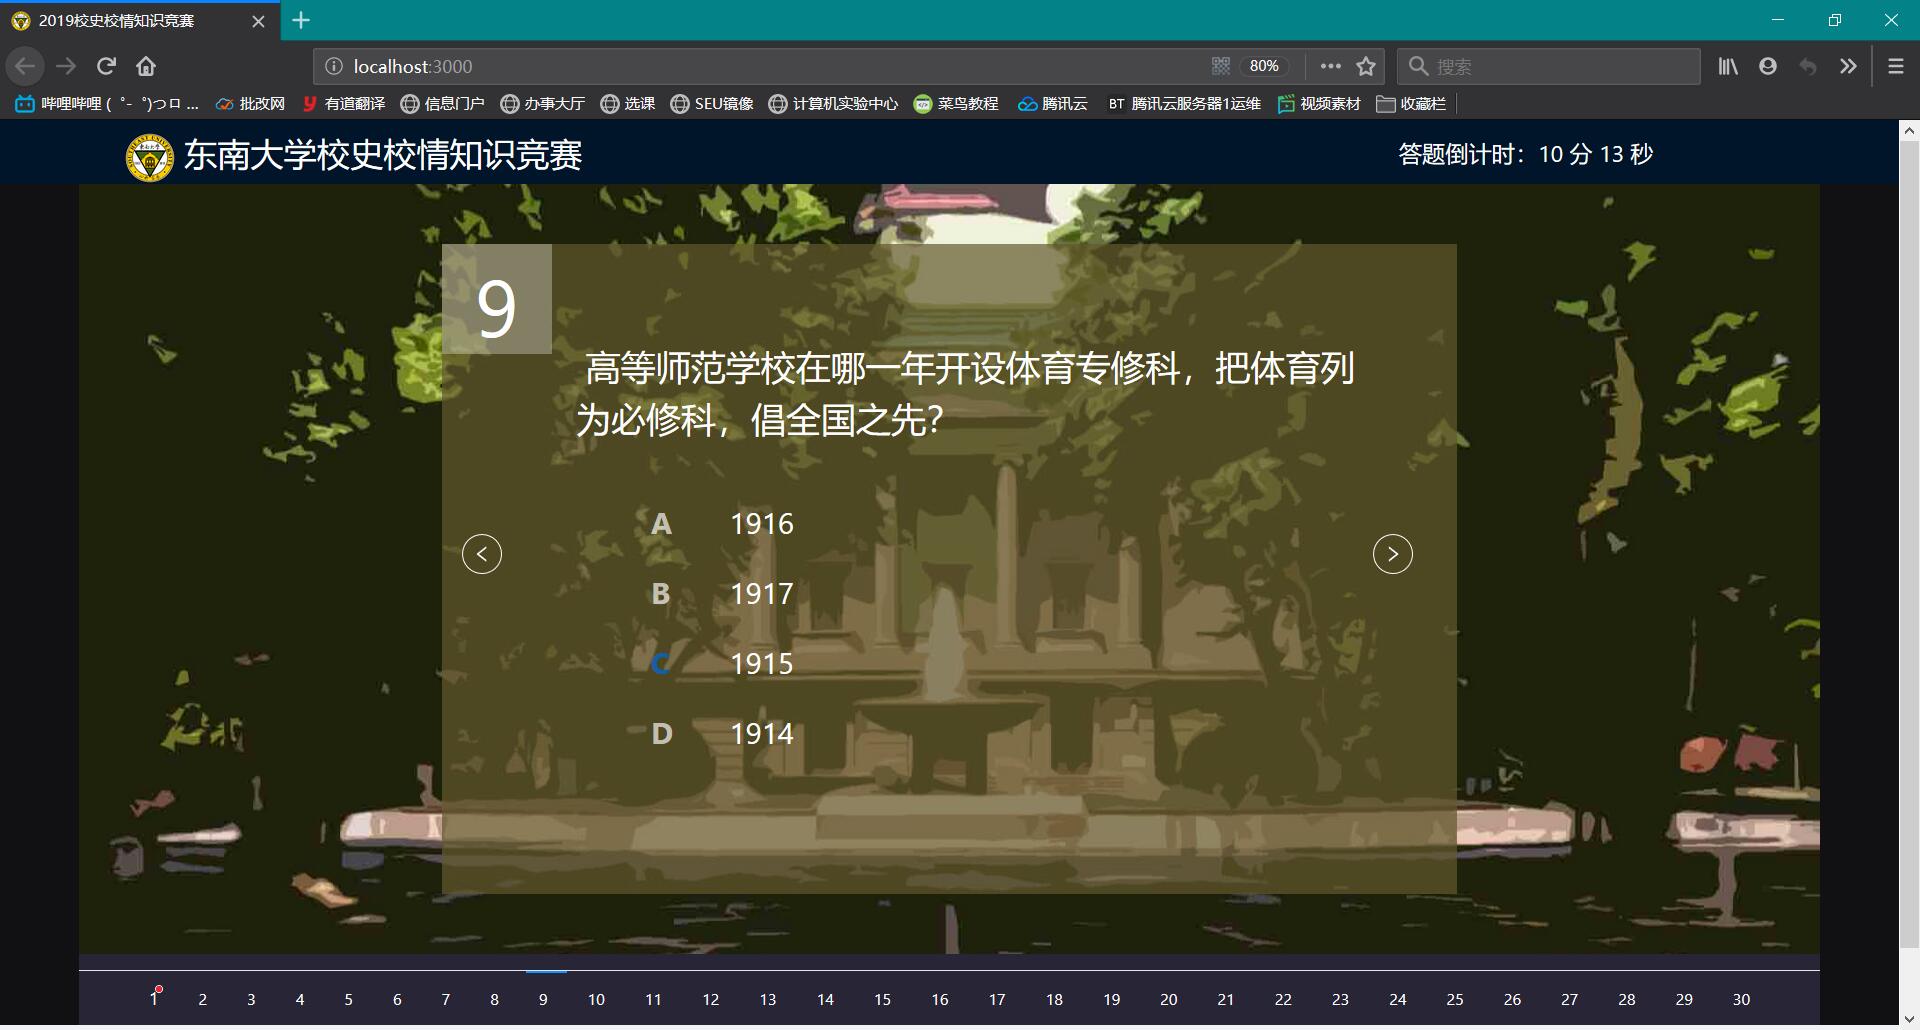 2019校史校情知识竞赛
localhost:3000
80%
搜索
哔哩哔哩 ( ゜- ゜)つロ ...
批改网
有道翻译
信息门户
办事大厅
选课
SEU镜像
计算机实验中心
菜鸟教程
腾讯云
BT 腾讯云服务器1运维
视频素材
收藏栏
东南大学校史校情知识竞赛
答题倒计时：10 分 13 秒
9
高等师范学校在哪一年开设体育专修科，把体育列
为必修科，倡全国之先？
A 1916
B 1917
C 1915
D 1914
1 2 3 4 5 6 7 8 9 10 11 12 13 14 15 16 17 18 19 20 21 22 23 24 25 26 27 28 29 30